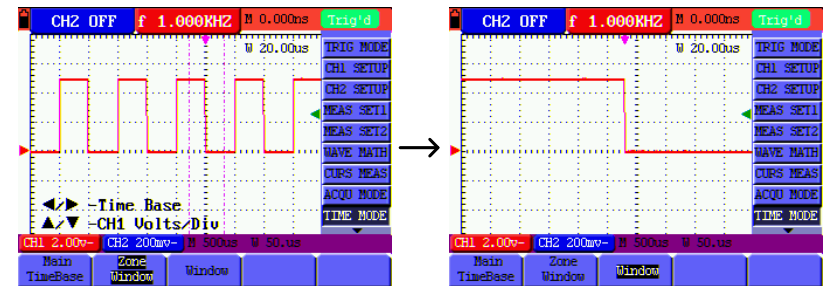 CH2 OFF f 1.000KHZ M 0.000ns Trig'd
W 20.00us
TRIG MODE
CH1 SETUP
CH2 SETUP
MEAS SET1
MEAS SET2
WAVE MATH
CURS MEAS
ACQU MODE
TIME MODE
◀/▶ -Time Base
▲/▼ -CH1 Volts/Div
CH1 2.00v- CH2 200mv- M 500us W 50.us
Main TimeBase
Zone Window
Window
CH2 OFF f 1.000KHZ M 0.000ns Trig'd
W 20.00us
TRIG MODE
CH1 SETUP
CH2 SETUP
MEAS SET1
MEAS SET2
WAVE MATH
CURS MEAS
ACQU MODE
TIME MODE
CH1 2.00v- CH2 200mv- M 500us W 50.us
Main TimeBase
Zone Window
Window